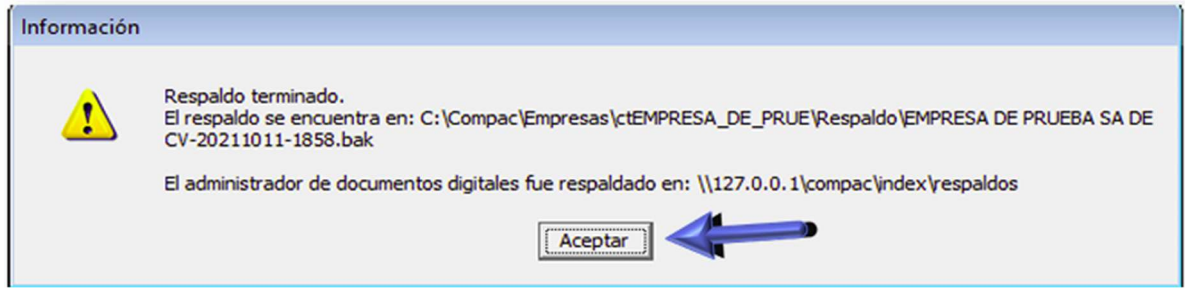 Información
Respaldo terminado.
El respaldo se encuentra en: C:\Compac\Empresas\ctEMPRESA_DE_PRUE\Respaldo\EMPRESA DE PRUEBA SA DE
CV-20211011-1858.bak
El administrador de documentos digitales fue respaldado en: \\127.0.0.1\compac\index\respaldos
Aceptar